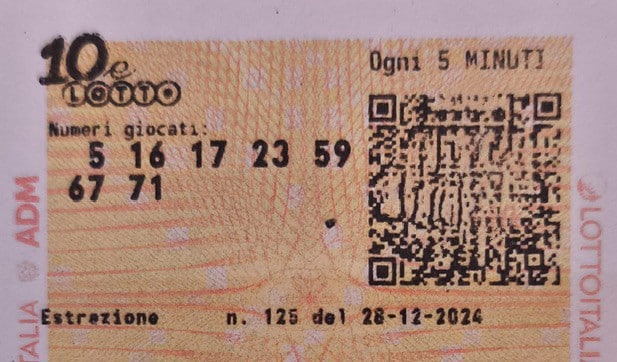 10e
LOTTO
Ogni 5 MINUTI
Numeri giocati:
5 16 17 23 59
67 71
Estrazione n. 125 del 28-12-2024
ITALIA ADM
LOTTOITALI